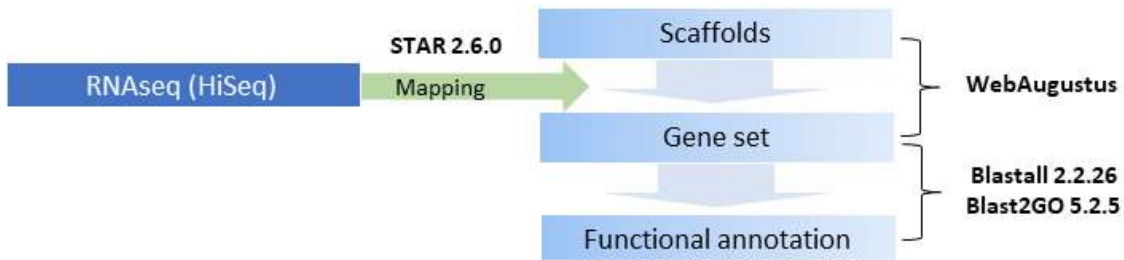 Scaffolds
STAR 2.6.0
RNAseq (HiSeq)
Mapping
WebAugustus
Gene set
Blastall 2.2.26
Blast2GO 5.2.5
Functional annotation